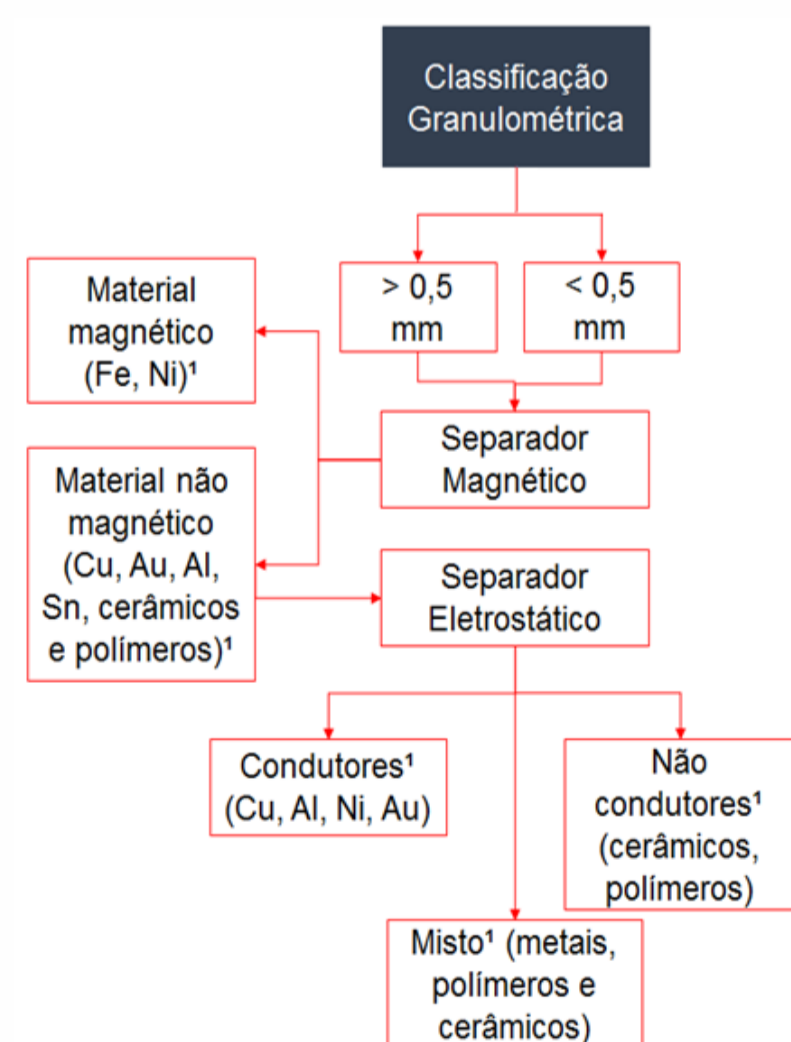 Classificação
Granulométrica
> 0,5
mm
< 0,5
mm
Material
magnético
(Fe, Ni)¹
Separador
Magnético
Material não
magnético
(Cu, Au, Al,
Sn, cerâmicos
e polímeros)¹
Separador
Eletrostático
Condutores¹
(Cu, Al, Ni, Au)
Não
condutores¹
(cerâmicos,
polímeros)
Misto¹ (metais,
polímeros e
cerâmicos)